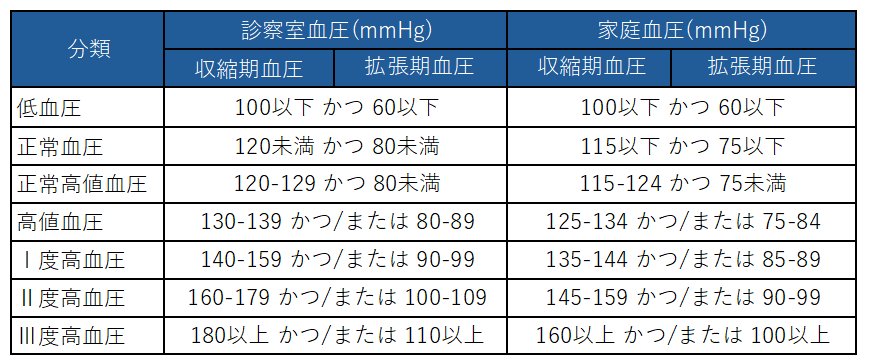 分類 診察室血圧(mmHg) 家庭血圧(mmHg)
収縮期血圧 拡張期血圧 収縮期血圧 拡張期血圧
低血圧 100以下 かつ 60以下 100以下 かつ 60以下
正常血圧 120未満 かつ 80未満 115以下 かつ 75以下
正常高値血圧 120-129 かつ 80未満 115-124 かつ 75未満
高値血圧 130-139 かつ/または 80-89 125-134 かつ/または 75-84
Ⅰ度高血圧 140-159 かつ/または 90-99 135-144 かつ/または 85-89
Ⅱ度高血圧 160-179 かつ/または 100-109 145-159 かつ/または 90-99
Ⅲ度高血圧 180以上 かつ/または 110以上 160以上 かつ/または 100以上